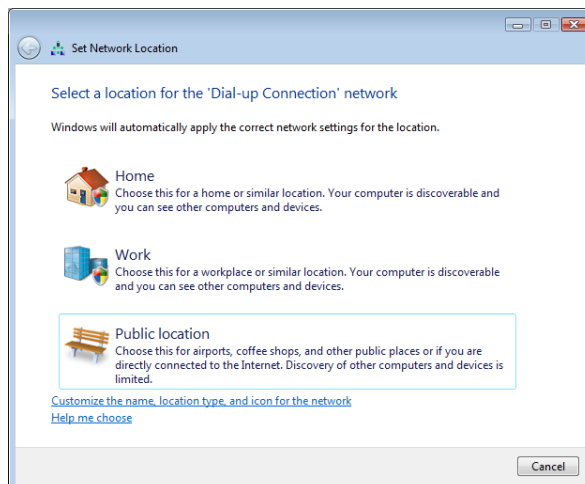 Set Network Location
Select a location for the 'Dial-up Connection' network
Windows will automatically apply the correct network settings for the location.
Home
Choose this for a home or similar location. Your computer is discoverable and
you can see other computers and devices.
Work
Choose this for a workplace or similar location. Your computer is discoverable
and you can see other computers and devices.
Public location
Choose this for airports, coffee shops, and other public places or if you are
directly connected to the Internet. Discovery of other computers and devices is
limited.
Customize the name, location type, and icon for the network
Help me choose
Cancel